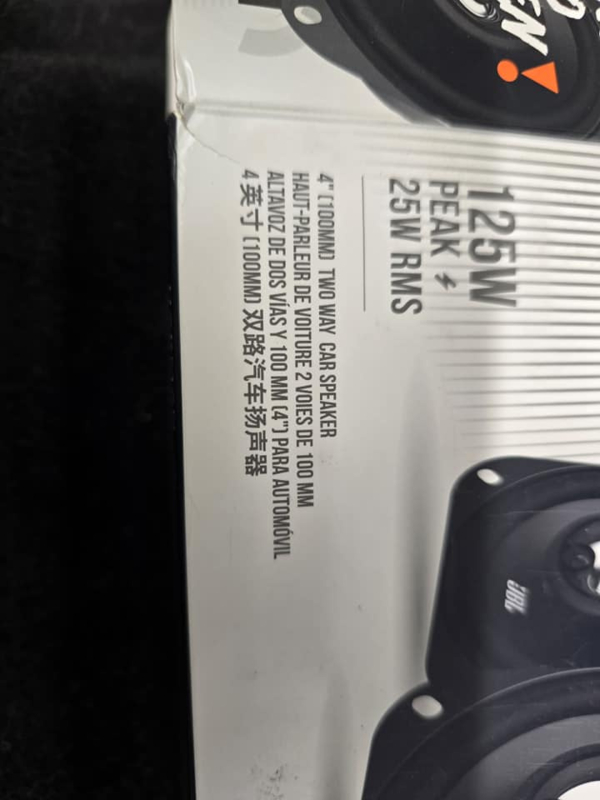 125W
PEAK
25W RMS
4" (100MM) TWO WAY CAR SPEAKER
HAUT-PARLEUR DE VOITURE 2 VOIES DE 100 MM
ALTAVOZ DE DOS VÍAS Y 100 MM (4") PARA AUTOMÓVIL
4 英寸 (100MM) 双路汽车扬声器
JBL